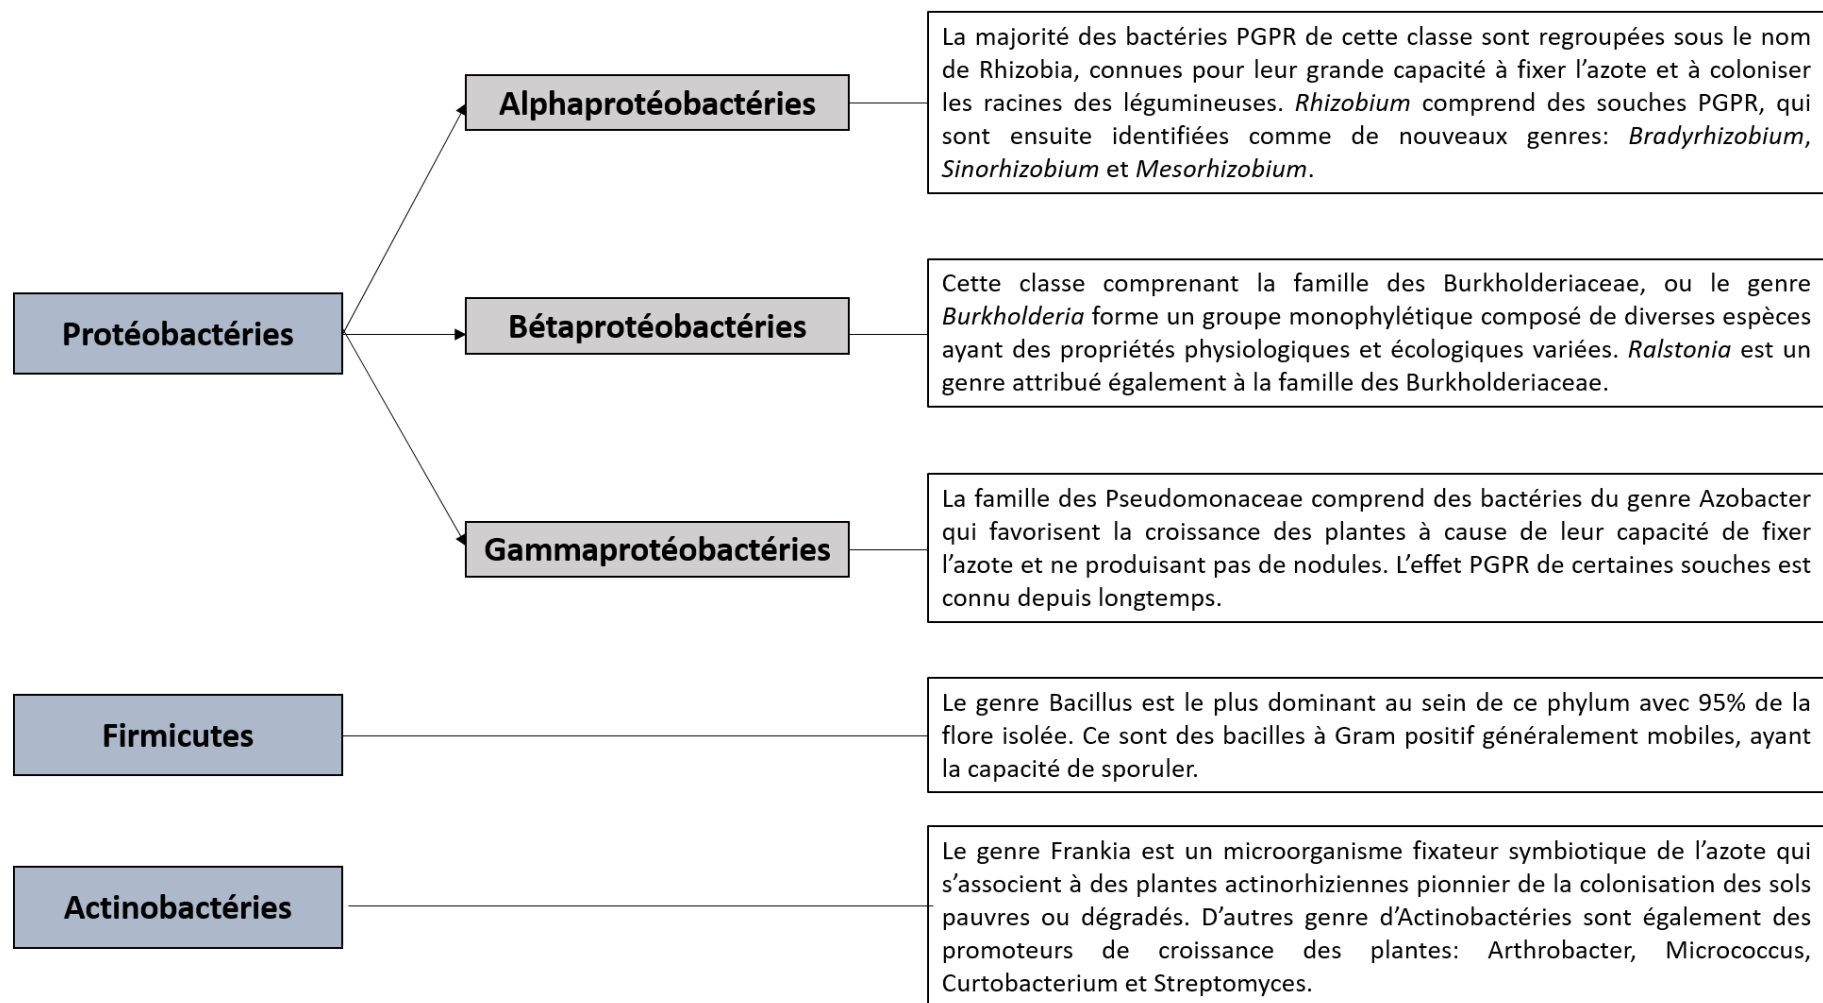 Protéobactéries
Alphaprotéobactéries
La majorité des bactéries PGPR de cette classe sont regroupées sous le nom
de Rhizobia, connues pour leur grande capacité à fixer l’azote et à coloniser
les racines des légumineuses. Rhizobium comprend des souches PGPR, qui
sont ensuite identifiées comme de nouveaux genres: Bradyrhizobium,
Sinorhizobium et Mesorhizobium.
Bétaprotéobactéries
Cette classe comprenant la famille des Burkholderiaceae, ou le genre
Burkholderia forme un groupe monophylétique composé de diverses espèces
ayant des propriétés physiologiques et écologiques variées. Ralstonia est un
genre attribué également à la famille des Burkholderiaceae.
Gammaprotéobactéries
La famille des Pseudomonaceae comprend des bactéries du genre Azobacter
qui favorisent la croissance des plantes à cause de leur capacité de fixer
l’azote et ne produisant pas de nodules. L’effet PGPR de certaines souches est
connu depuis longtemps.
Firmicutes
Le genre Bacillus est le plus dominant au sein de ce phylum avec 95% de la
flore isolée. Ce sont des bacilles à Gram positif généralement mobiles, ayant
la capacité de sporuler.
Actinobactéries
Le genre Frankia est un microorganisme fixateur symbiotique de l’azote qui
s’associent à des plantes actinorhiziennes pionnier de la colonisation des sols
pauvres ou dégradés. D’autres genre d’Actinobactéries sont également des
promoteurs de croissance des plantes: Arthrobacter, Micrococcus,
Curtobacterium et Streptomyces.